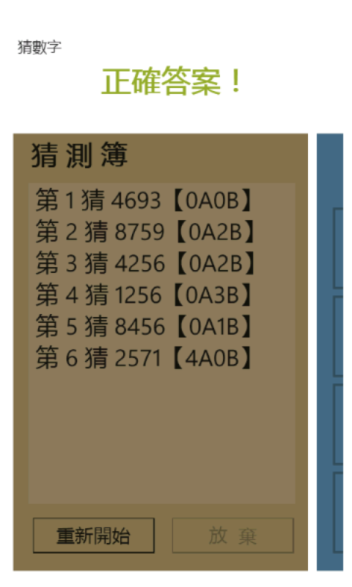 猜數字
正確答案！
猜測簿
第1猜 4693【0A0B】
第2猜 8759【0A2B】
第3猜 4256【0A2B】
第4猜 1256【0A3B】
第5猜 8456【0A1B】
第6猜 2571【4A0B】
重新開始
放棄